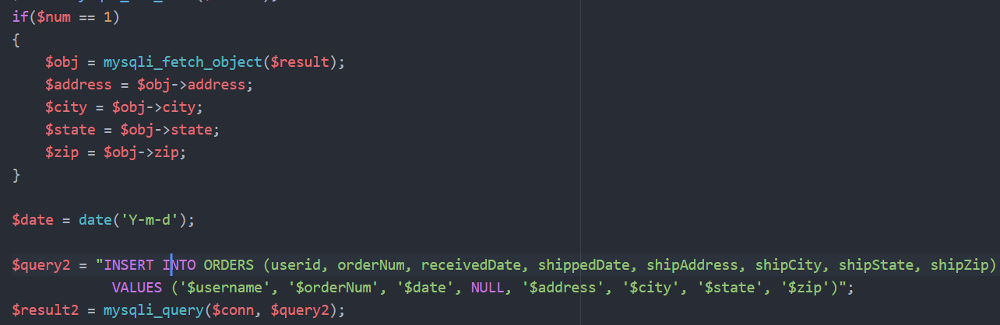 if($num == 1)
{
    $obj = mysqli_fetch_object($result);
    $address = $obj->address;
    $city = $obj->city;
    $state = $obj->state;
    $zip = $obj->zip;
}
$date = date('Y-m-d');
$query2 = "INSERT INTO ORDERS (userid, orderNum, receivedDate, shippedDate, shipAddress, shipCity, shipState, shipZip)
            VALUES ('$username', '$orderNum', '$date', NULL, '$address', '$city', '$state', '$zip')";
$result2 = mysqli_query($conn, $query2);